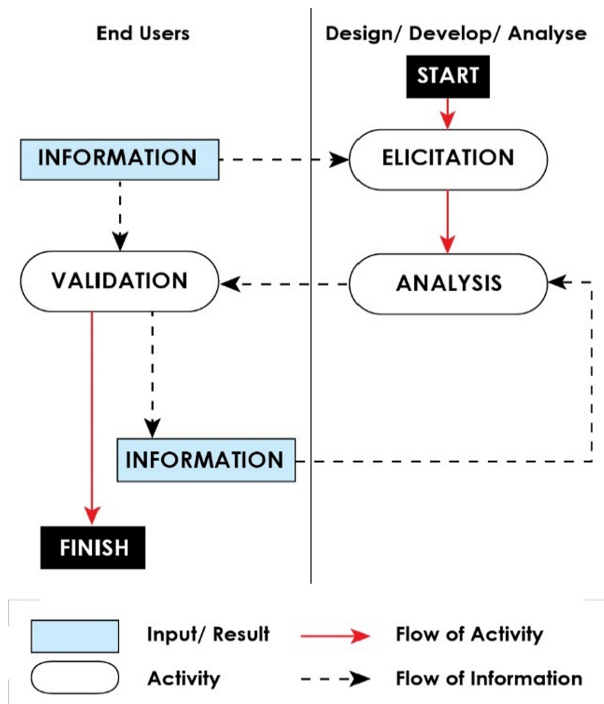 End Users
Design/ Develop/ Analyse
START
INFORMATION
ELICITATION
VALIDATION
ANALYSIS
INFORMATION
FINISH
Input/ Result
Flow of Activity
Activity
Flow of Information